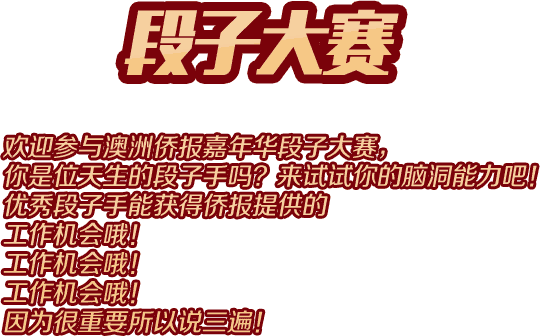 段子大赛
欢迎参与澳洲侨报嘉年华段子大赛，
你是位天生的段子手吗？来试试你的脑洞能力吧！
优秀段子手能获得侨报提供的
工作机会哦！
工作机会哦！
工作机会哦！
因为很重要所以说三遍！